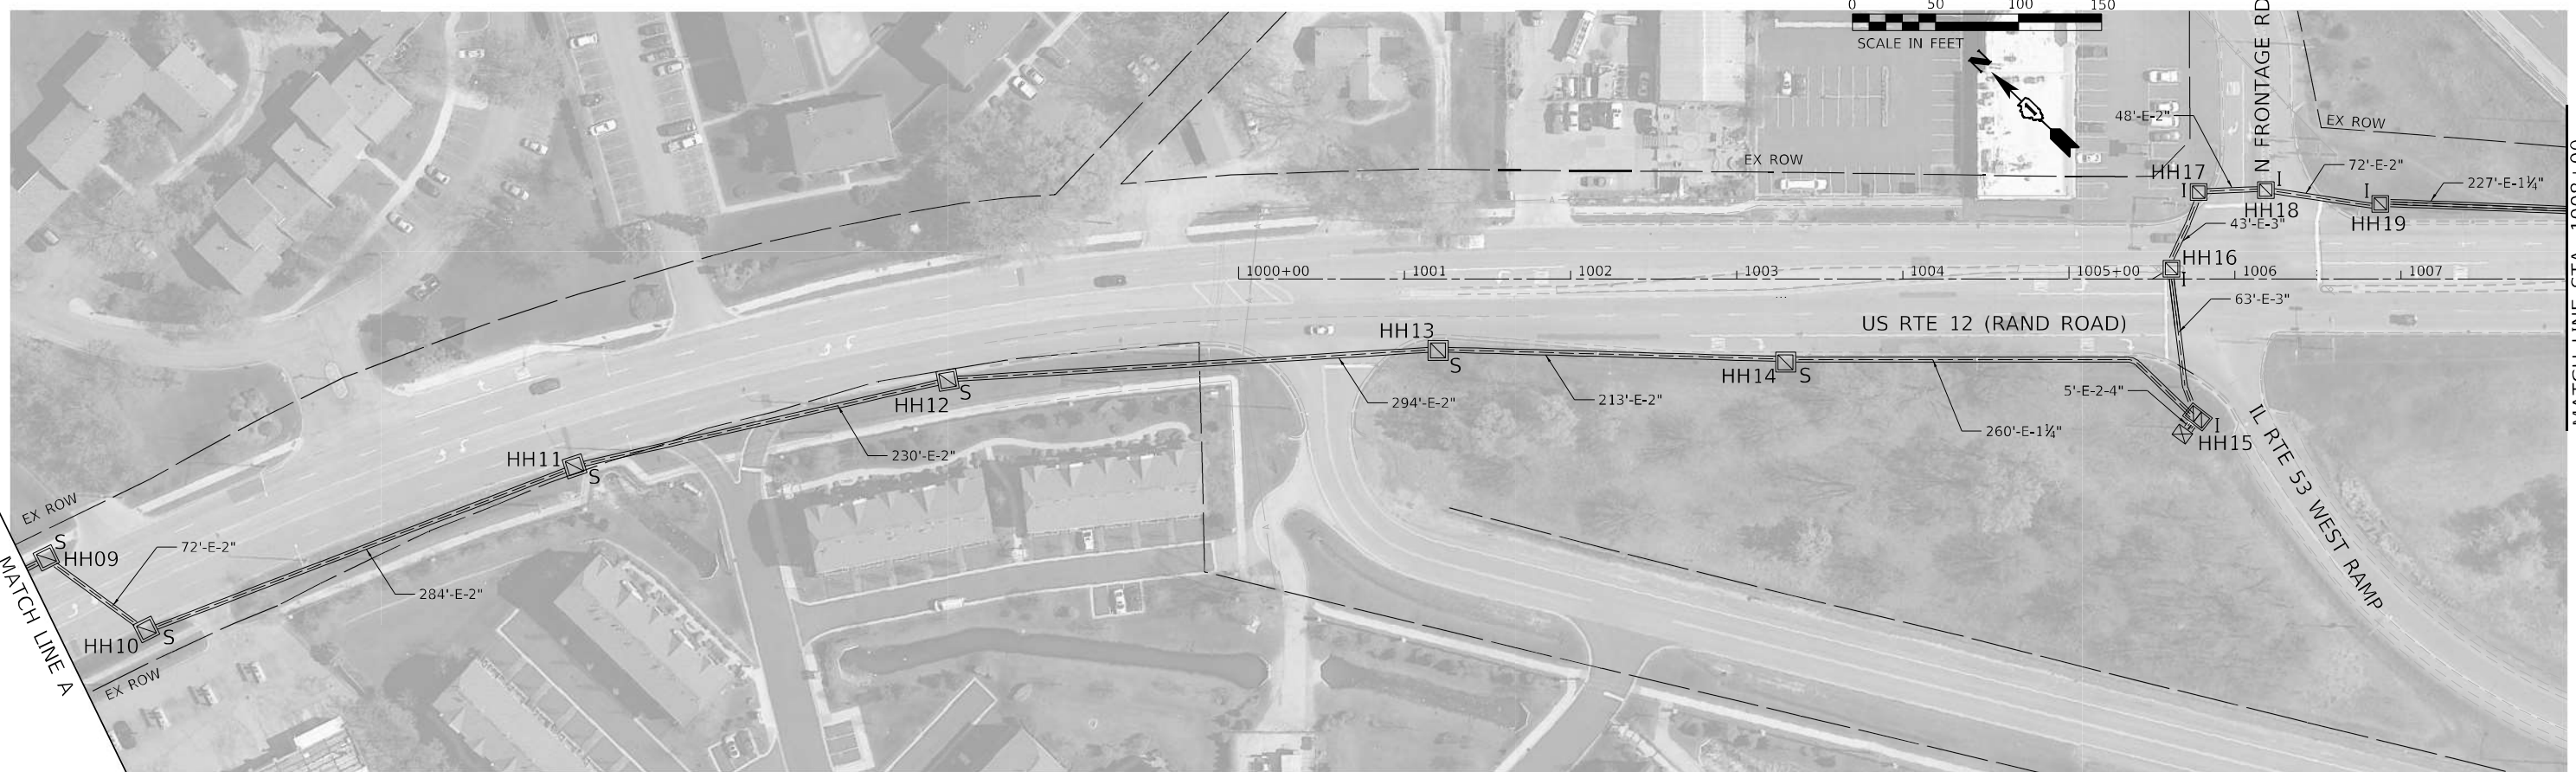 0 50 100 150
SCALE IN FEET
N
N FRONTAGE RD
48'-E-2"
EX ROW
EX ROW
HH17
I
I
72'-E-2"
I
227'-E-1¼"
HH18
HH19
43'-E-3"
HH16
I
1000+00
1001
1002
1003
1004
1005+00
1006
1007
63'-E-3"
US RTE 12 (RAND ROAD)
HH13
S
HH14
S
HH12
S
294'-E-2"
213'-E-2"
260'-E-1¼"
5'-E-2-4"
I
HH15
IL RTE 53 WEST RAMP
HH11
S
230'-E-2"
EX ROW
S
HH09
72'-E-2"
284'-E-2"
HH10
S
EX ROW
MATCH LINE A